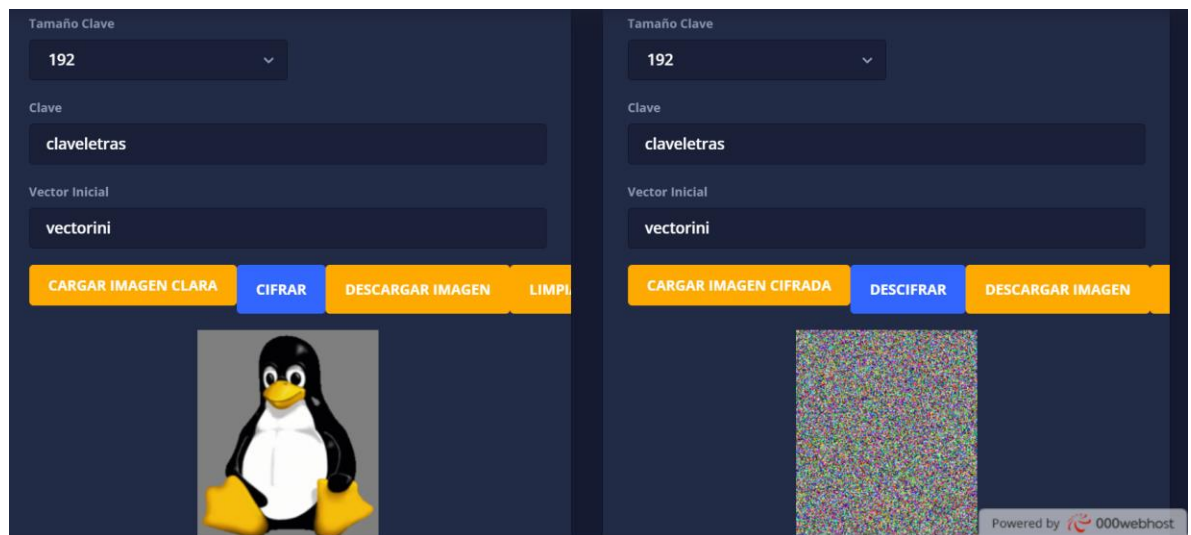 Tamaño Clave
192
Clave
claveletras
Vector Inicial
vectorini
CARGAR IMAGEN CLARA
CIFRAR
DESCARGAR IMAGEN
LIMPI
Tamaño Clave
192
Clave
claveletras
Vector Inicial
vectorini
CARGAR IMAGEN CIFRADA
DESCIFRAR
DESCARGAR IMAGEN
Powered by 000webhost